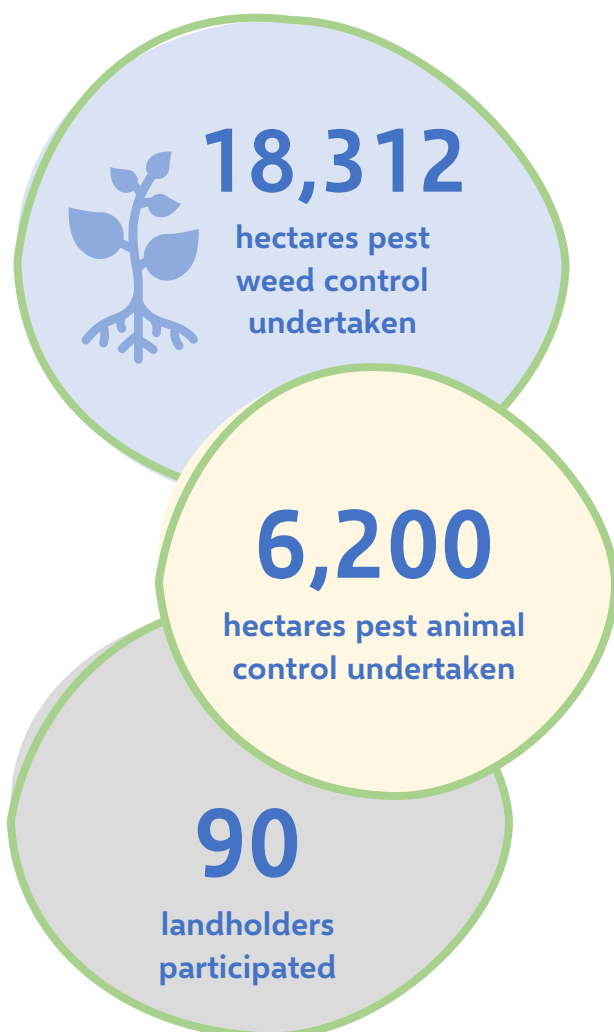 18,312
hectares pest
weed control
undertaken
6,200
hectares pest animal
control undertaken
90
landholders
participated